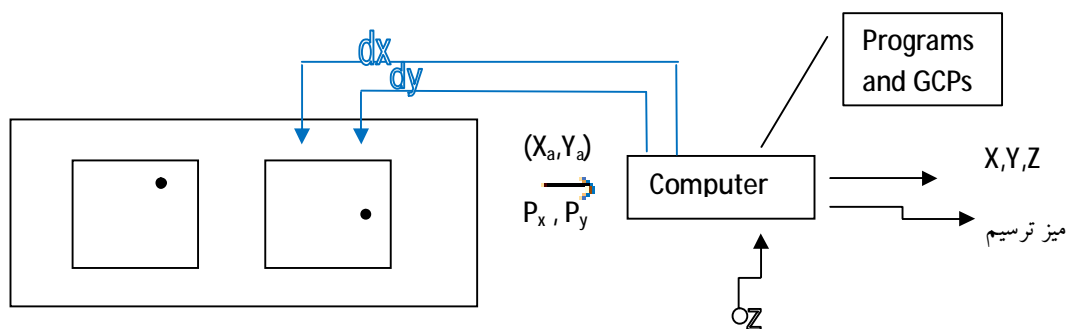 dx
dy
Programs
and GCPs
(Xa,Ya)
Px , Py
Computer
X,Y,Z
میز ترسیم
Z